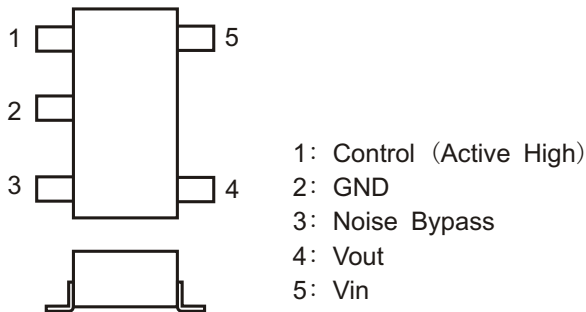 1
5
2
3
4
1: Control (Active High)
2: GND
3: Noise Bypass
4: Vout
5: Vin